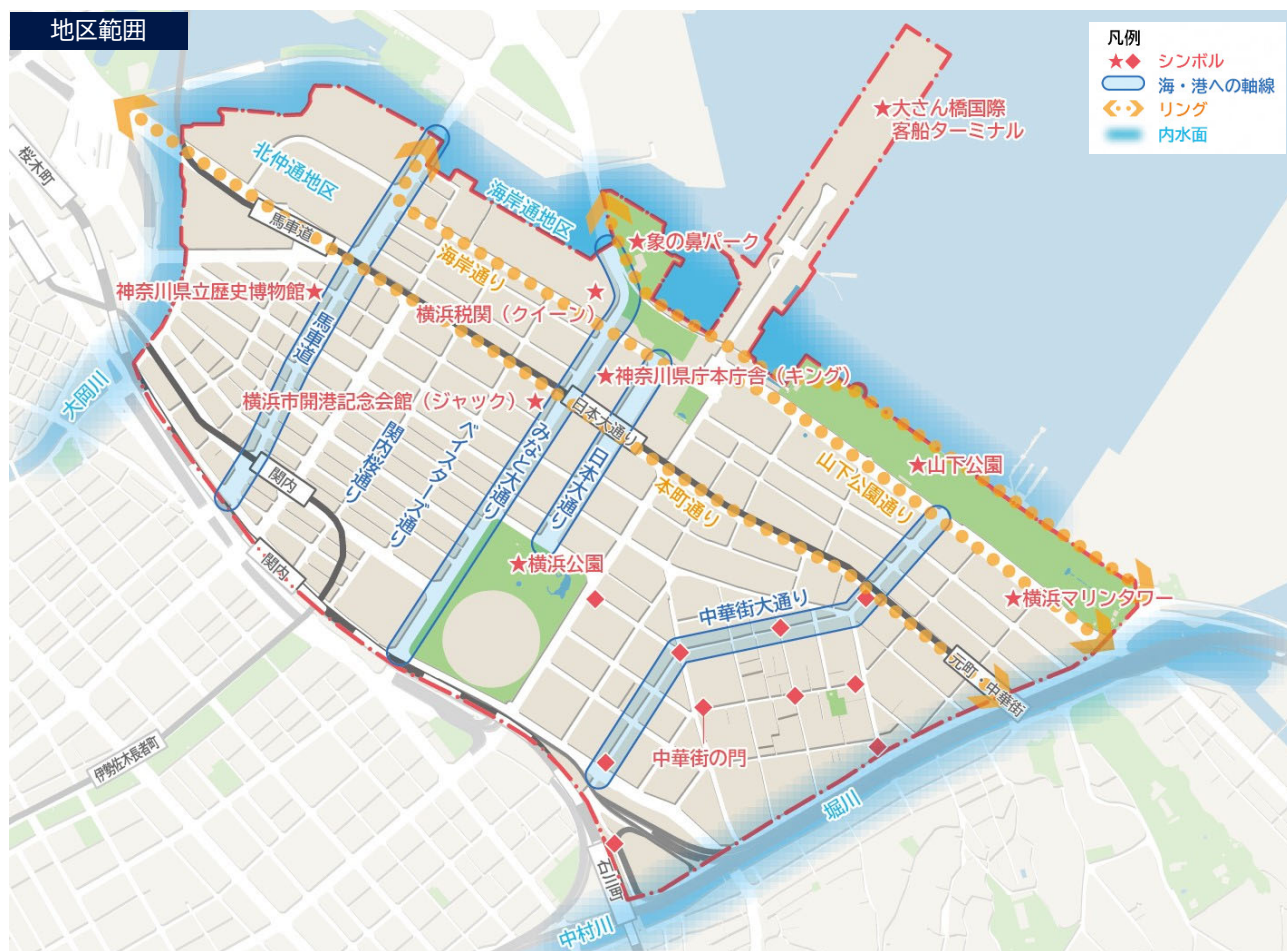 地区範囲
凡例
★◆ シンボル
海・港への軸線
リング
内水面
★大さん橋国際
客船ターミナル
桜木町
北仲通地区
馬車道
海岸通地区
★象の鼻パーク
海岸通り
神奈川県立歴史博物館★
馬車道
横浜税関（クイーン）
★神奈川県庁本庁舎（キング）
大岡川
横浜市開港記念会館（ジャック）★
日本大通り
関内桜通り
ベイスターズ通り
みなと大通り
日本大通り
本町通り
山下公園通り
★山下公園
関内
関内
★横浜公園
中華街大通り
★横浜マリンタワー
元町・中華街
伊勢佐木長者町
中華街の門
堀川
石川町
中村川